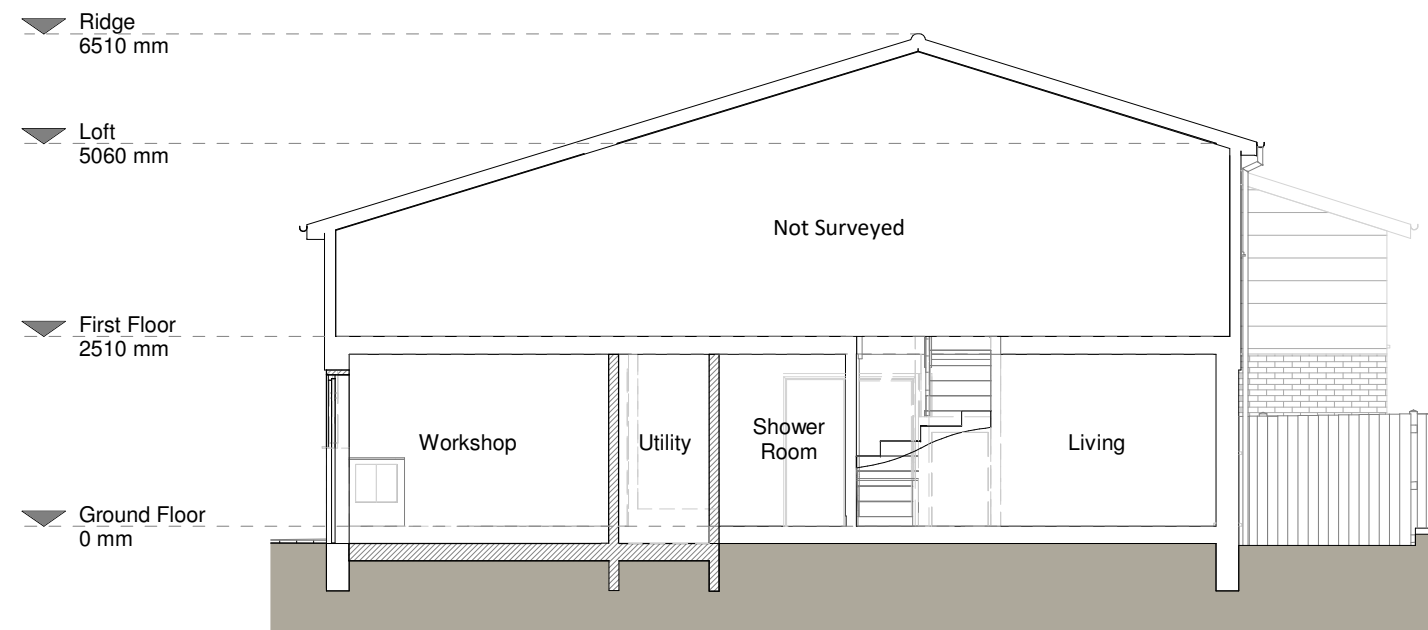 Ridge
6510 mm
Loft
5060 mm
Not Surveyed
First Floor
2510 mm
Workshop
Utility
Shower
Room
Living
Ground Floor
0 mm